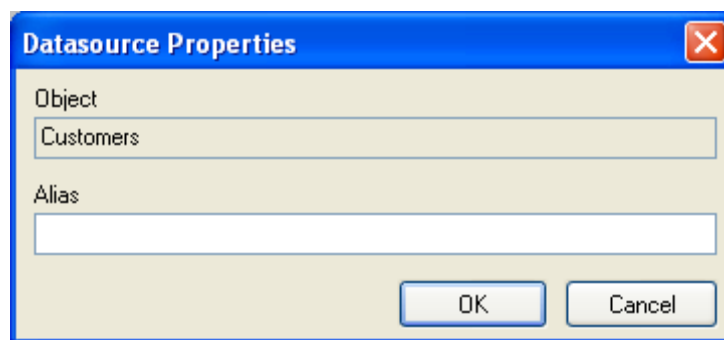 Datasource Properties
Object
Customers
Alias
OK Cancel